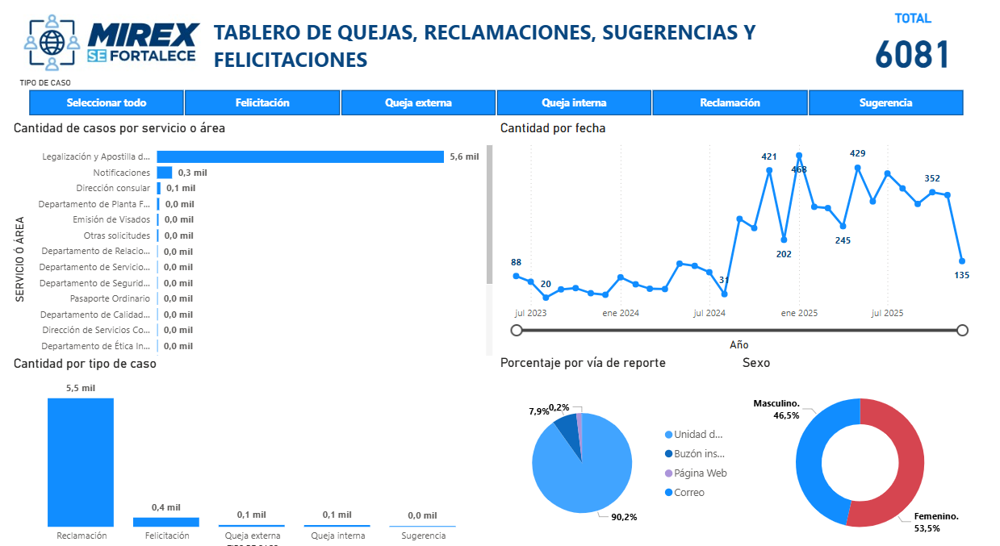 MIREX
SE FORTALECE
TABLERO DE QUEJAS, RECLAMACIONES, SUGERENCIAS Y
FELICITACIONES
TOTAL
6081
TIPO DE CASO
Seleccionar todo
Felicitación
Queja externa
Queja interna
Reclamación
Sugerencia
Cantidad de casos por servicio o área
SERVICIO O ÁREA
Legalización y Apostilla d... 5,6 mil
Notificaciones 0,3 mil
Dirección consular 0,1 mil
Departamento de Planta F... 0,0 mil
Emisión de Visados 0,0 mil
Otras solicitudes 0,0 mil
Departamento de Relacio... 0,0 mil
Departamento de Servicio... 0,0 mil
Departamento de Segurid... 0,0 mil
Pasaporte Ordinario 0,0 mil
Departamento de Calidad... 0,0 mil
Dirección de Servicios Co... 0,0 mil
Departamento de Ética In... 0,0 mil
Cantidad por fecha
88
20
31
421
202
468
245
429
352
135
jul 2023
ene 2024
jul 2024
ene 2025
jul 2025
Año
Cantidad por tipo de caso
5,5 mil
0,4 mil
0,1 mil
0,1 mil
0,0 mil
Reclamación
Felicitación
Queja externa
Queja interna
Sugerencia
Porcentaje por vía de reporte
7,9%
0,2%
90,2%
Unidad d...
Buzón ins...
Página Web
Correo
Sexo
Masculino.
46,5%
Femenino.
53,5%